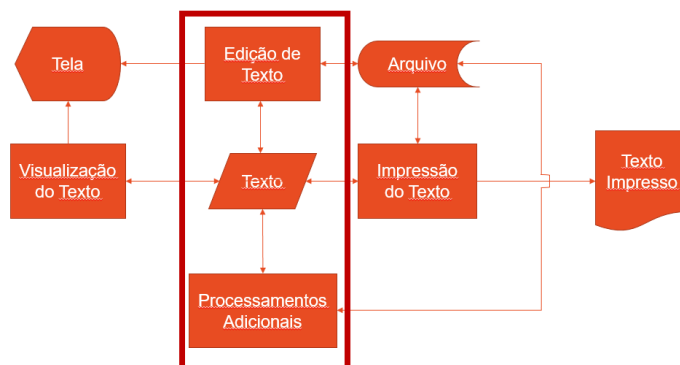 Tela
Edição de
Texto
Arquivo
Visualização
do Texto
Texto
Impressão
do Texto
Texto
Impresso
Processamentos
Adicionais